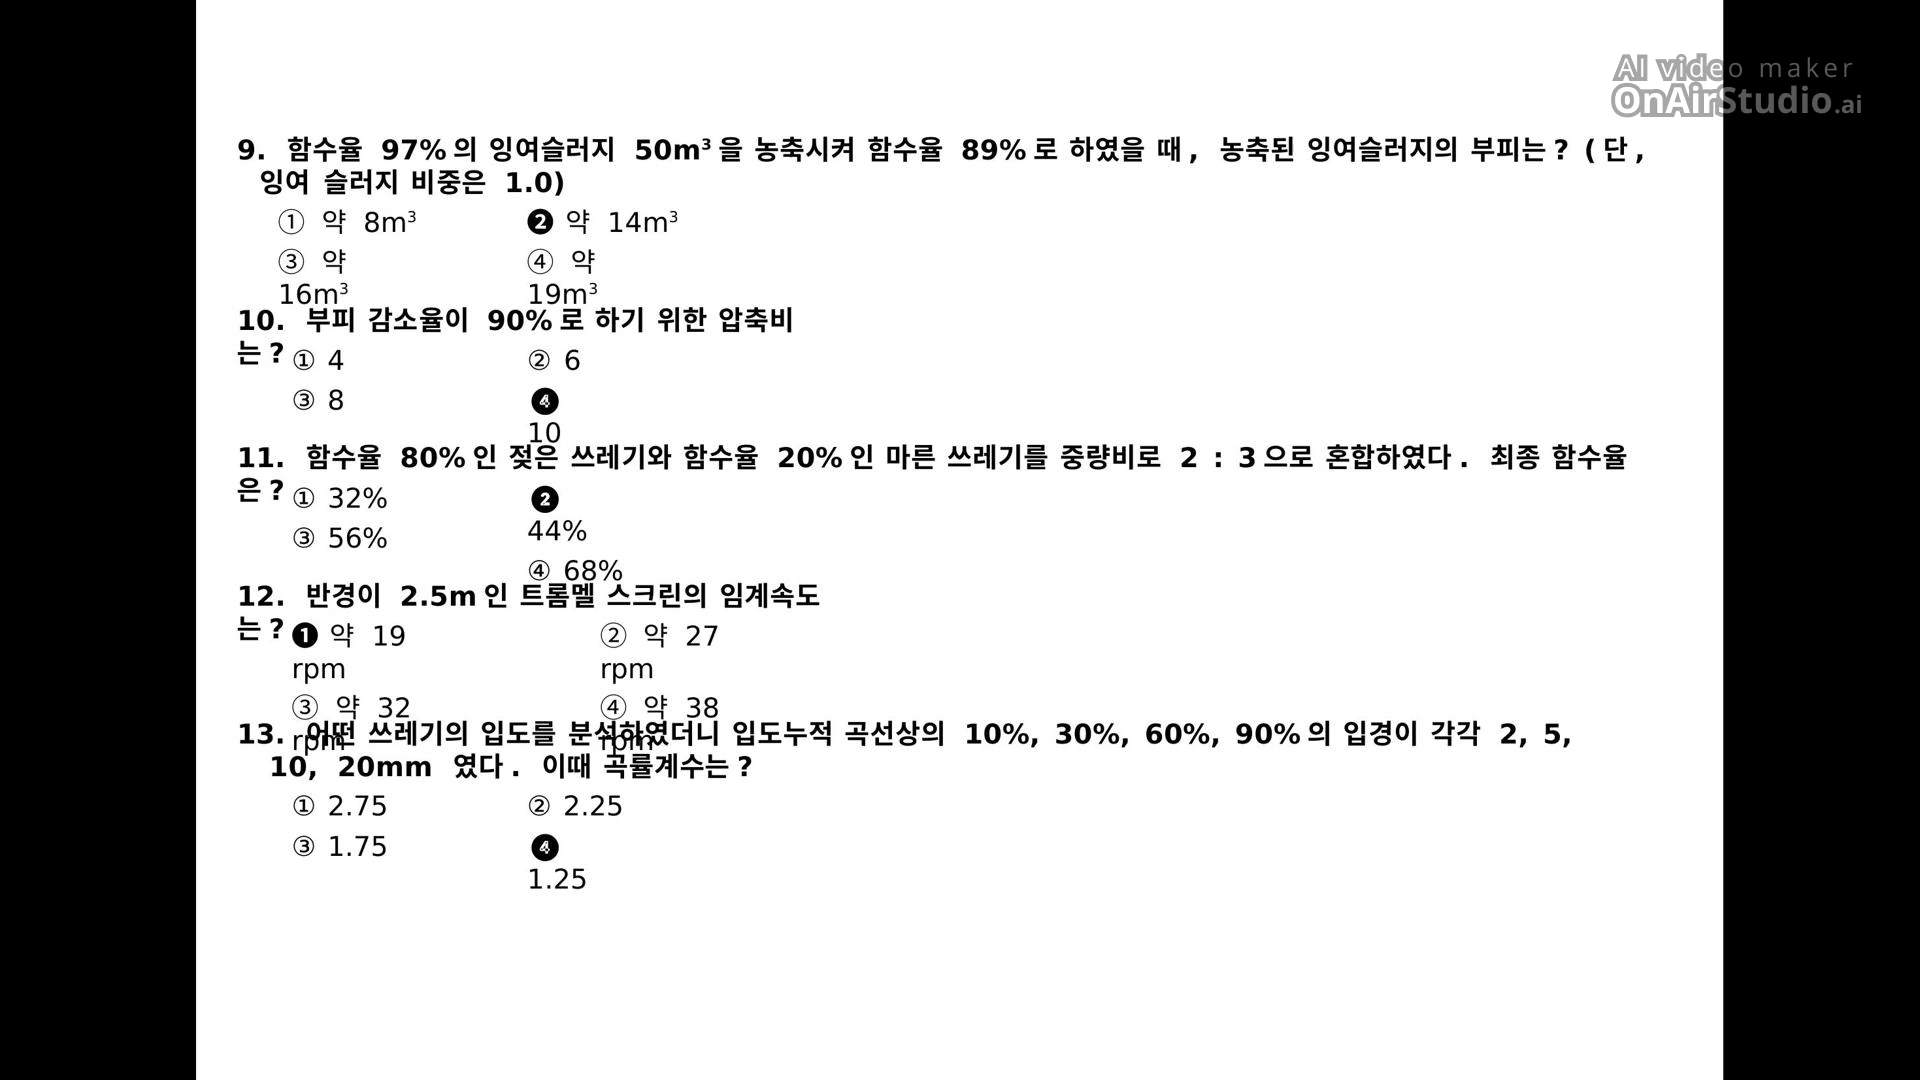 AI video maker
OnAirStudio.ai
9. 함수율 97%의 잉여슬러지 50m³을 농축시켜 함수율 89%로 하였을 때, 농축된 잉여슬러지의 부피는? (단,
잉여 슬러지 비중은 1.0)
① 약 8m³ ❷ 약 14m³
③ 약 ④ 약
16m³ 19m³
10. 부피 감소율이 90%로 하기 위한 압축비
는? ① 4 ② 6
③ 8 ❹
10
11. 함수율 80%인 젖은 쓰레기와 함수율 20%인 마른 쓰레기를 중량비로 2 : 3으로 혼합하였다. 최종 함수율
은? ① 32% ❷
44%
③ 56%
④ 68%
12. 반경이 2.5m인 트롬멜 스크린의 임계속도
는? ❶ 약 19 ② 약 27
rpm rpm
③ 약 32 ④ 약 38
rpm rpm
13. 어떤 쓰레기의 입도를 분석하였더니 입도누적 곡선상의 10%, 30%, 60%, 90%의 입경이 각각 2, 5,
10, 20mm 였다. 이때 곡률계수는?
① 2.75 ② 2.25
③ 1.75 ❹
1.25